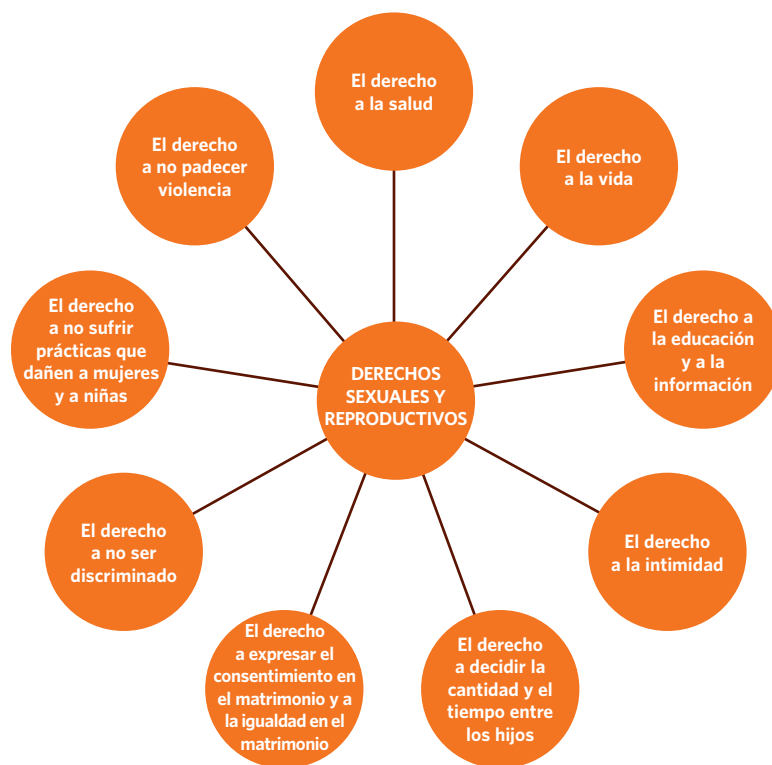 El derecho
a la salud
El derecho
a la vida
El derecho a
la educación
y a la
información
El derecho
a la intimidad
El derecho
a decidir la
cantidad y el
tiempo entre
los hijos
El derecho
a expresar el
consentimiento en
el matrimonio y a
la igualdad en el
matrimonio
El derecho
a no ser
discriminado
El derecho
a no sufrir
prácticas que
dañen a mujeres
y a niñas
El derecho
a no padecer
violencia
DERECHOS
SEXUALES Y
REPRODUCTIVOS